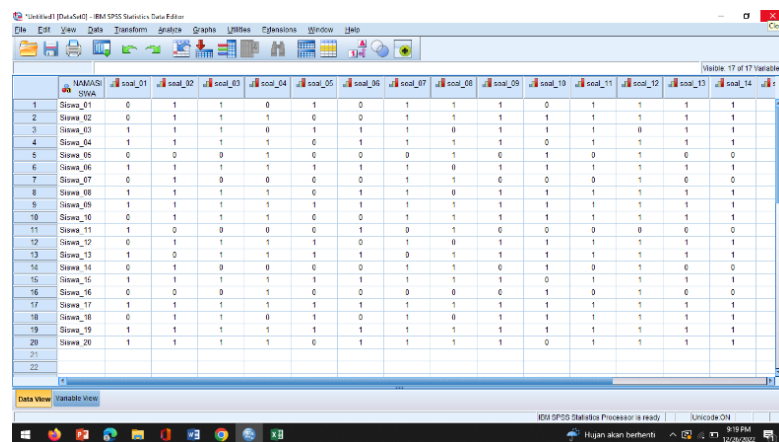 *Untitled1 [DataSet0] - IBM SPSS Statistics Data Editor
File Edit View Data Transform Analyze Graphs Utilities Extensions Window Help
Visible: 17 of 17 Variable
NAMASISWA soal_01 soal_02 soal_03 soal_04 soal_05 soal_06 soal_07 soal_08 soal_09 soal_10 soal_11 soal_12 soal_13 soal_14 s
1 Siswa_01 0 1 1 0 1 0 1 1 1 0 1 1 1 1
2 Siswa_02 0 1 1 1 0 0 1 1 1 1 1 1 1 1
3 Siswa_03 1 1 1 0 1 1 1 0 1 1 1 0 1 1
4 Siswa_04 1 1 1 1 0 1 1 1 1 0 1 1 1 1
5 Siswa_05 0 0 0 1 0 0 0 1 0 1 0 1 0 0
6 Siswa_06 1 1 1 1 1 1 1 0 1 1 1 1 1 1
7 Siswa_07 0 1 0 0 0 0 1 1 0 0 0 1 0 0
8 Siswa_08 1 1 1 1 0 1 1 0 1 1 1 1 1 1
9 Siswa_09 1 1 1 1 1 1 1 1 1 1 1 1 1 1
10 Siswa_10 0 1 1 1 0 0 1 1 1 1 1 1 1 1
11 Siswa_11 1 0 0 0 0 1 0 1 0 0 0 0 0 0
12 Siswa_12 0 1 1 1 1 0 1 0 1 1 1 1 1 1
13 Siswa_13 1 0 1 1 1 1 0 1 1 1 1 1 1 1
14 Siswa_14 0 1 0 0 0 0 1 1 0 1 0 1 0 0
15 Siswa_15 1 1 1 1 1 1 1 1 1 0 1 1 1 1
16 Siswa_16 0 0 0 1 0 0 0 0 0 1 0 1 0 0
17 Siswa_17 1 1 1 1 1 1 1 1 1 1 1 1 1 1
18 Siswa_18 0 1 1 0 1 0 1 0 1 1 1 1 1 1
19 Siswa_19 1 1 1 1 1 1 1 1 1 1 1 1 1 1
20 Siswa_20 1 1 1 1 0 1 1 1 1 0 1 1 1 1
21
22
Data View Variable View
IBM SPSS Statistics Processor is ready Unicode:ON
Hujan akan berhenti 9:19 PM
12/26/2022